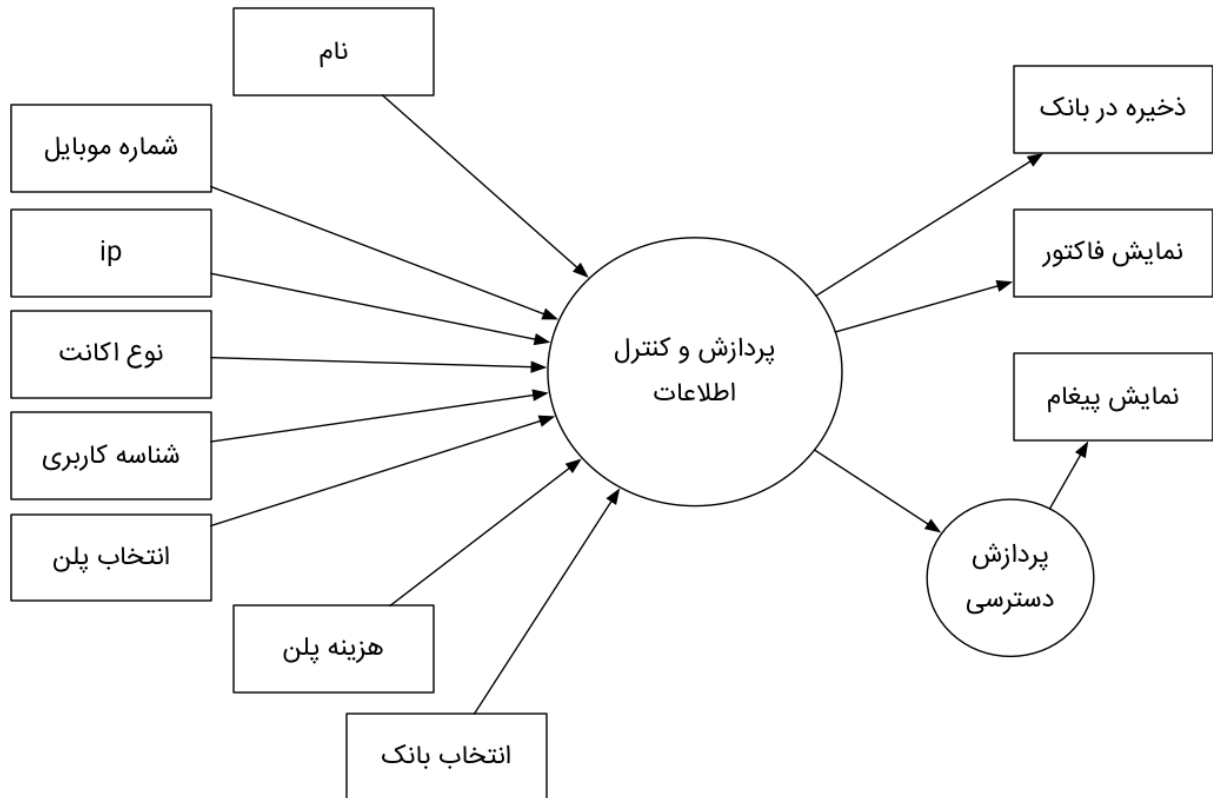 نام
شماره موبایل
ip
نوع اکانت
شناسه کاربری
انتخاب پلن
هزینه پلن
انتخاب بانک
پردازش و کنترل
اطلاعات
ذخیره در بانک
نمایش فاکتور
نمایش پیغام
پردازش
دسترسی